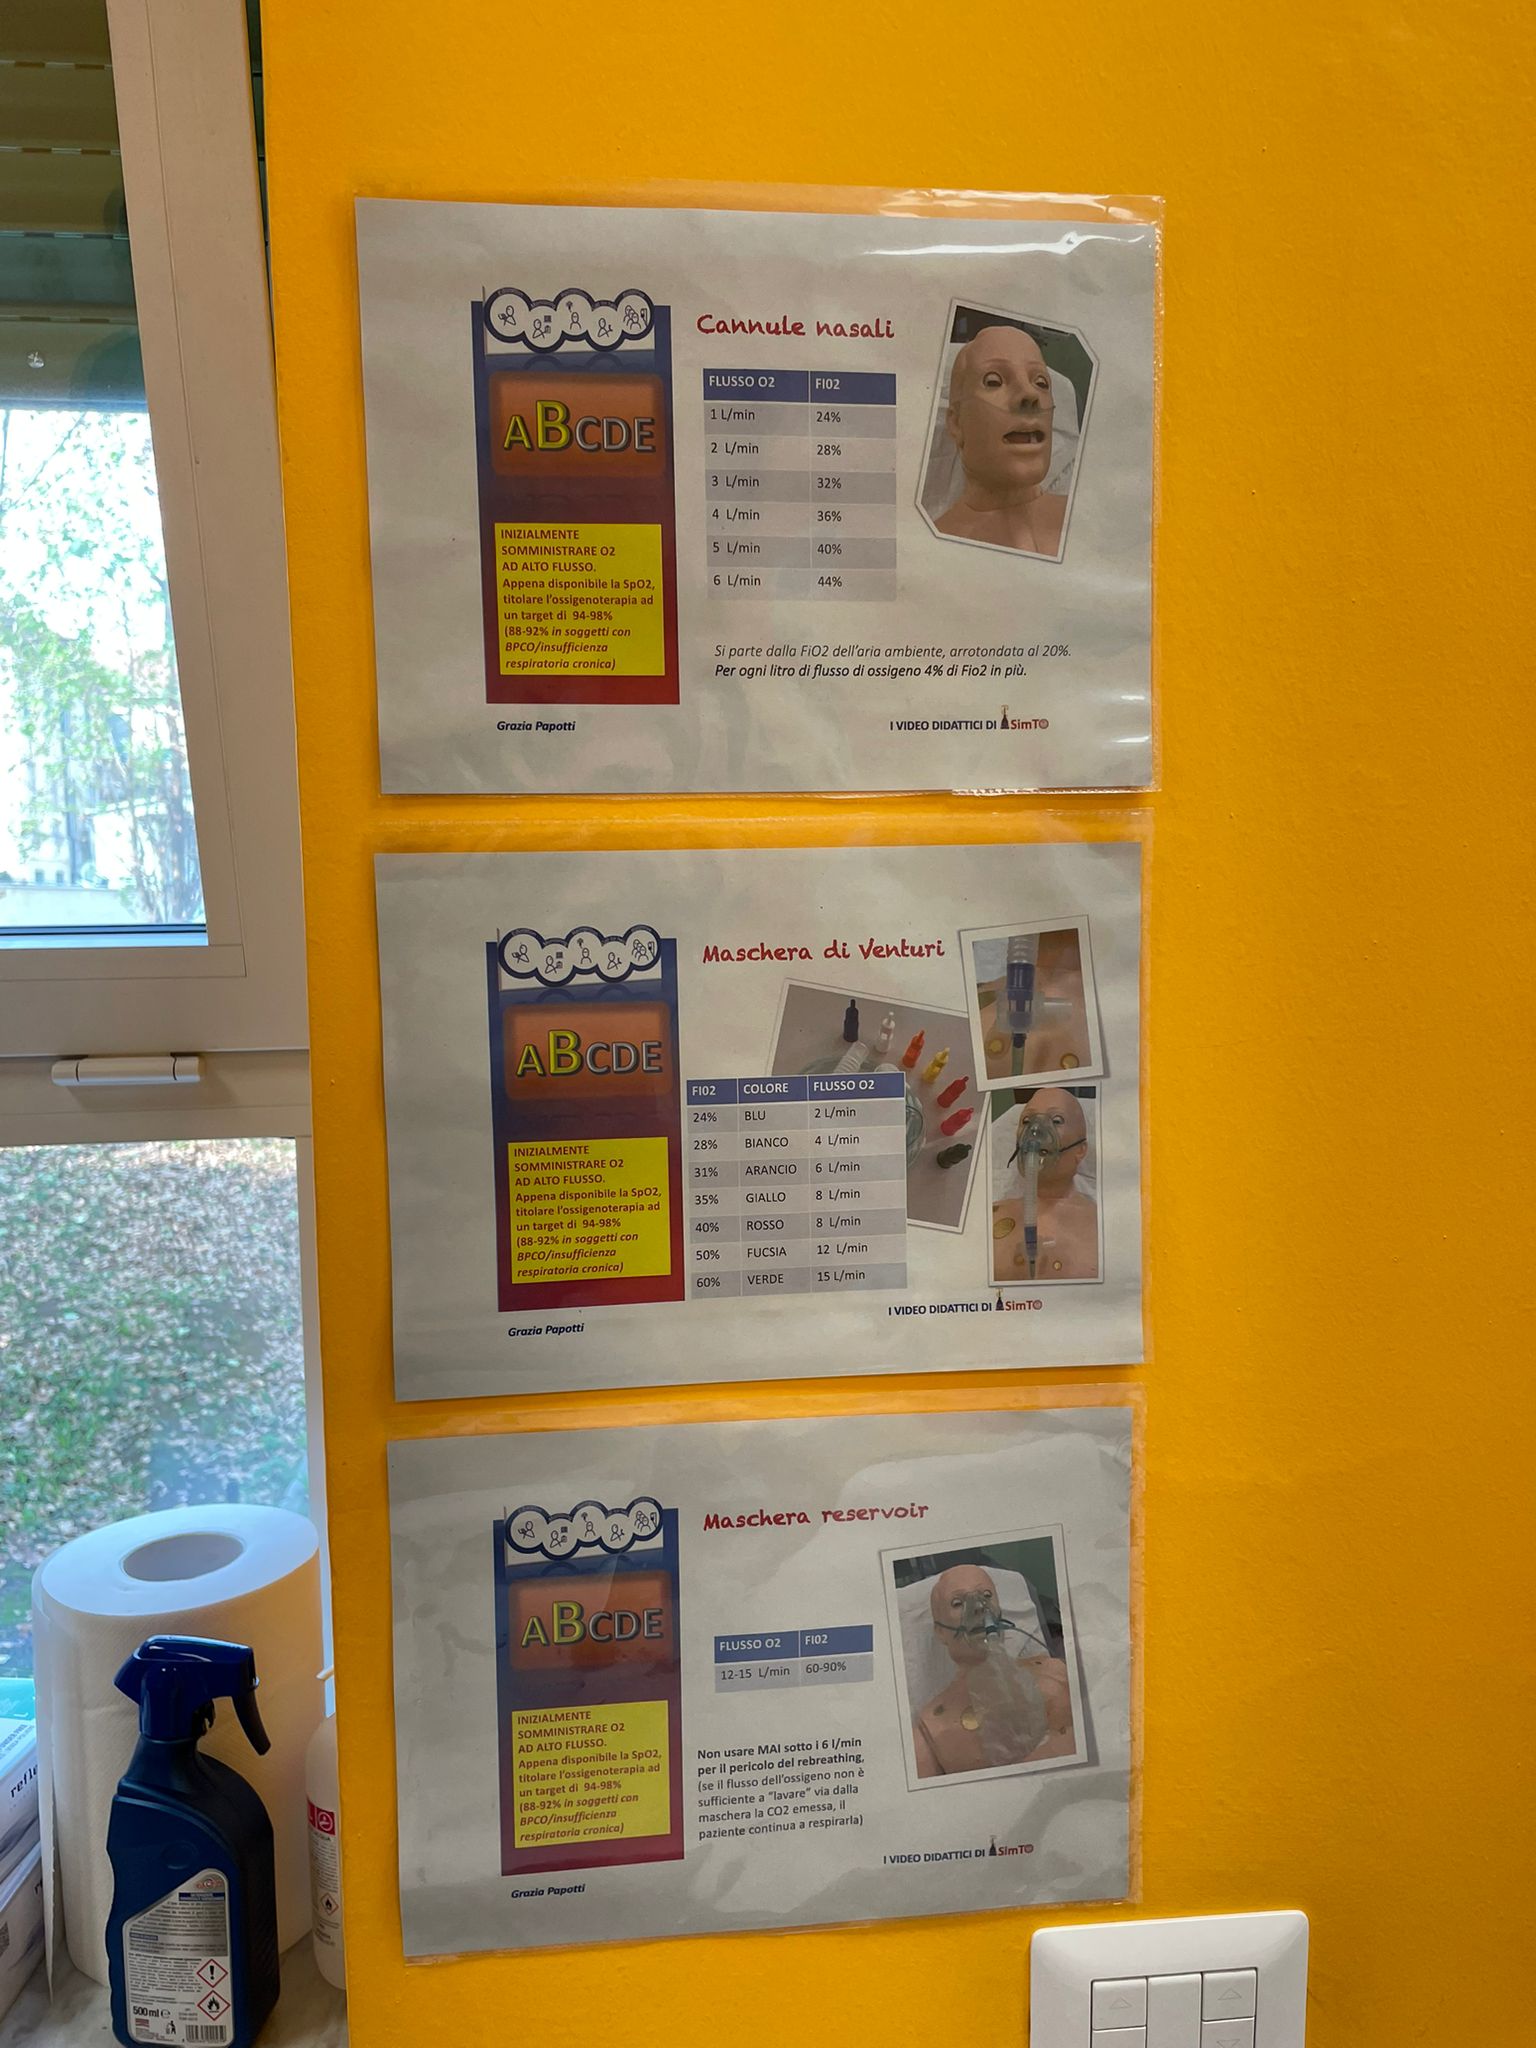 Cannule nasali
ABCDE
FLUSSO O2 FI02
1 L/min 24%
2 L/min 28%
3 L/min 32%
4 L/min 36%
5 L/min 40%
6 L/min 44%
INIZIALMENTE
SOMMINISTRARE O2
AD ALTO FLUSSO.
Appena disponibile la SpO2,
titolare l'ossigenoterapia ad
un target di 94-98%
(88-92% in soggetti con
BPCO/insufficienza
respiratoria cronica)
Si parte dalla FiO2 dell'aria ambiente, arrotondata al 20%.
Per ogni litro di flusso di ossigeno 4% di Fio2 in più.
Grazia Papotti
I VIDEO DIDATTICI DI SimTO
Maschera di Venturi
ABCDE
FI02 COLORE FLUSSO O2
24% BLU 2 L/min
28% BIANCO 4 L/min
31% ARANCIO 6 L/min
35% GIALLO 8 L/min
40% ROSSO 8 L/min
50% FUCSIA 12 L/min
60% VERDE 15 L/min
INIZIALMENTE
SOMMINISTRARE O2
AD ALTO FLUSSO.
Appena disponibile la SpO2,
titolare l'ossigenoterapia ad
un target di 94-98%
(88-92% in soggetti con
BPCO/insufficienza
respiratoria cronica)
I VIDEO DIDATTICI DI SimTO
Grazia Papotti
Maschera reservoir
ABCDE
FLUSSO O2 FI02
12-15 L/min 60-90%
INIZIALMENTE
SOMMINISTRARE O2
AD ALTO FLUSSO.
Appena disponibile la SpO2,
titolare l'ossigenoterapia ad
un target di 94-98%
(88-92% in soggetti con
BPCO/insufficienza
respiratoria cronica)
Non usare MAI sotto i 6 l/min
per il pericolo del rebreathing,
(se il flusso dell'ossigeno non è
sufficiente a "lavare" via dalla
maschera la CO2 emessa, il
paziente continua a respirarla)
I VIDEO DIDATTICI DI SimTO
Grazia Papotti
500 ml e